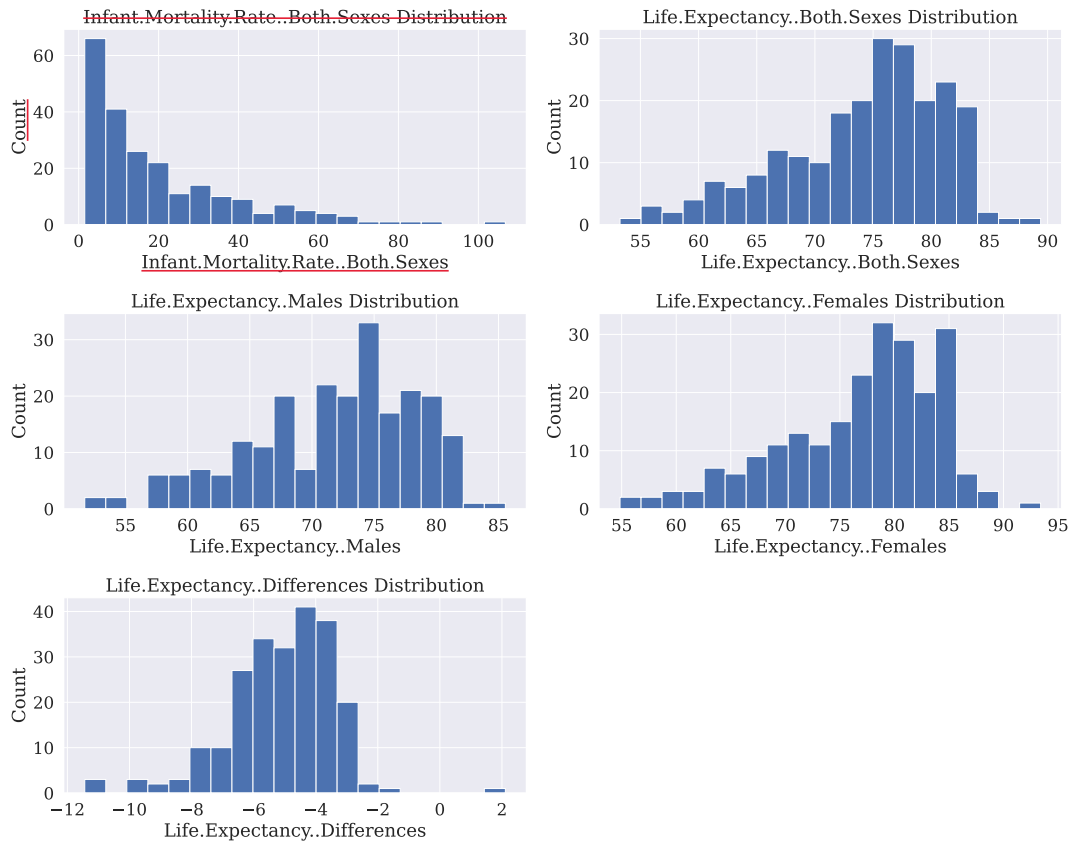 Infant.Mortality.Rate..Both.Sexes Distribution
Count
60
40
20
0
0 20 40 60 80 100
Infant.Mortality.Rate..Both.Sexes
Life.Expectancy..Both.Sexes Distribution
Count
30
20
10
0
55 60 65 70 75 80 85 90
Life.Expectancy..Both.Sexes
Life.Expectancy..Males Distribution
Count
30
20
10
0
55 60 65 70 75 80 85
Life.Expectancy..Males
Life.Expectancy..Females Distribution
Count
30
20
10
0
55 60 65 70 75 80 85 90 95
Life.Expectancy..Females
Life.Expectancy..Differences Distribution
Count
40
30
20
10
0
−12 −10 −8 −6 −4 −2 0 2
Life.Expectancy..Differences